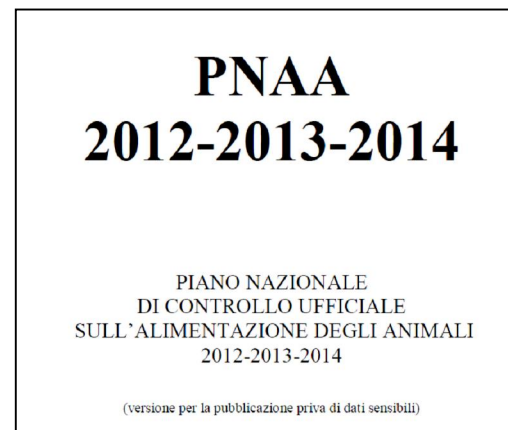 PNAA
2012-2013-2014
PIANO NAZIONALE
DI CONTROLLO UFFICIALE
SULL'ALIMENTAZIONE DEGLI ANIMALI
2012-2013-2014
(versione per la pubblicazione priva di dati sensibili)